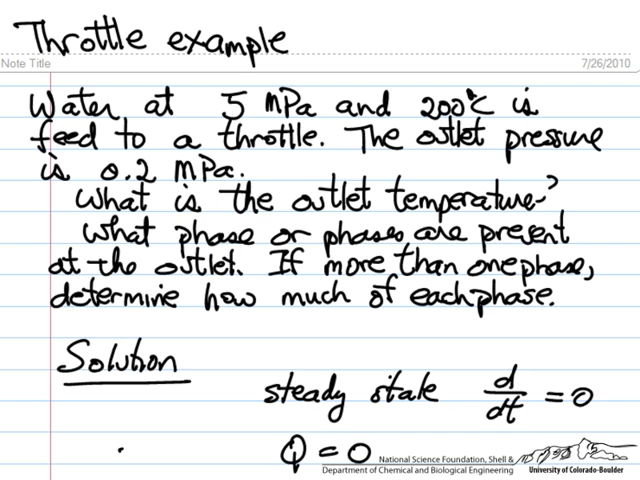 Throttle example
Note Title
7/26/2010
Water at 5 MPa and 200°C is
feed to a throttle. The outlet pressure
is 0.2 MPa.
What is the outlet temperature?
What phase or phases are present
at the outlet. If more than one phase,
determine how much of each phase.
Solution
steady state d/dt = 0
Q = 0
National Science Foundation, Shell &
Department of Chemical and Biological Engineering
University of Colorado-Boulder